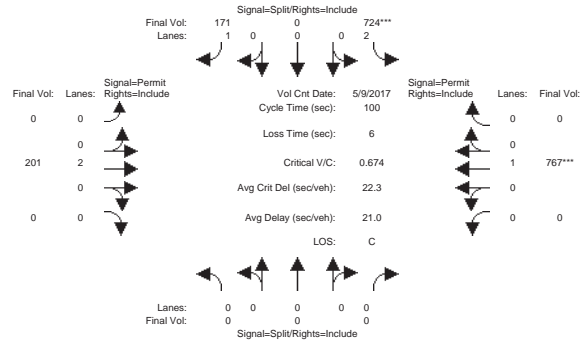 Signal=Split/Rights=Include
Final Vol: 171 0 724***
Lanes: 1 0 0 0 2
Signal=Permit
Final Vol: Lanes: Rights=Include
Vol Cnt Date: 5/9/2017
Signal=Permit
Rights=Include Lanes: Final Vol:
Cycle Time (sec): 100
0 0
0 0
Loss Time (sec): 6
0
0
201 2
Critical V/C: 0.674
1 767***
0
Avg Crit Del (sec/veh): 22.3
0
0 0
Avg Delay (sec/veh): 21.0
0 0
LOS: C
Lanes: 0 0 0 0 0
Final Vol: 0 0 0
Signal=Split/Rights=Include